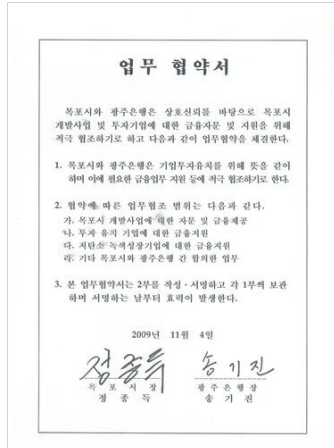 업무 협약서
목포시와 광주은행은 상호신뢰를 바탕으로 목포시
개발사업 및 투자기업에 대한 금융자문 및 지원을 위해
적극 협조하기로 하고 다음과 같이 업무협약을 체결한다.
1. 목포시와 광주은행은 기업투자유치를 위해 뜻을 같이
하며 이에 필요한 금융업무 지원 등에 적극 협조하기로 한다.
2. 협약에 따른 업무협조 범위는 다음과 같다.
가. 목포시 개발사업에 대한 자문 및 금융제공
나. 투자 유치 기업에 대한 금융지원
다. 저탄소 녹색성장기업에 대한 금융지원
라. 기타 목포시와 광주은행 간 합의한 업무
3. 본 업무협약서는 2부를 작성·서명하고 각 1부씩 보관
하며 서명하는 날부터 효력이 발생한다.
2009년 11월 4일
정종득 송기진
목포시장 광주은행장
정종득 송기진